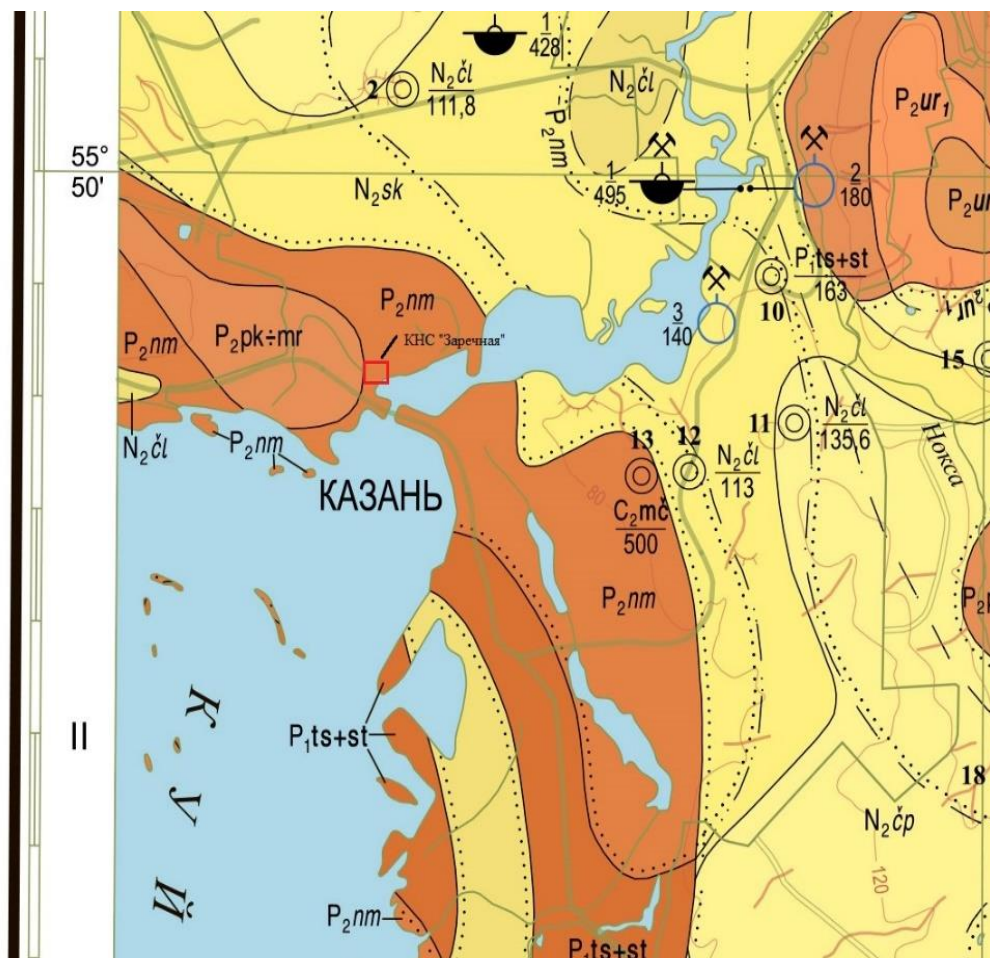 1
428
N₂čl
2
N₂čl
111,8
P₂ur₁
55°
50'
P₂nm
N₂sk
1
495
2
180
P₂ur
P₁ts+st
10
163
P₂nm
КНС "Заречная"
3
140
P₂ur₁
P₂nm
P₂pk÷mr
15
N₂čl
P₂nm
13
12
11
N₂čl
135,6
N₂čl
113
Нокса
КАЗАНЬ
C₂mč
500
P₂nm
P₂p
80
P₁ts+st
II
18
N₂čp
120
К У Й
P₂nm
P₁ts+st